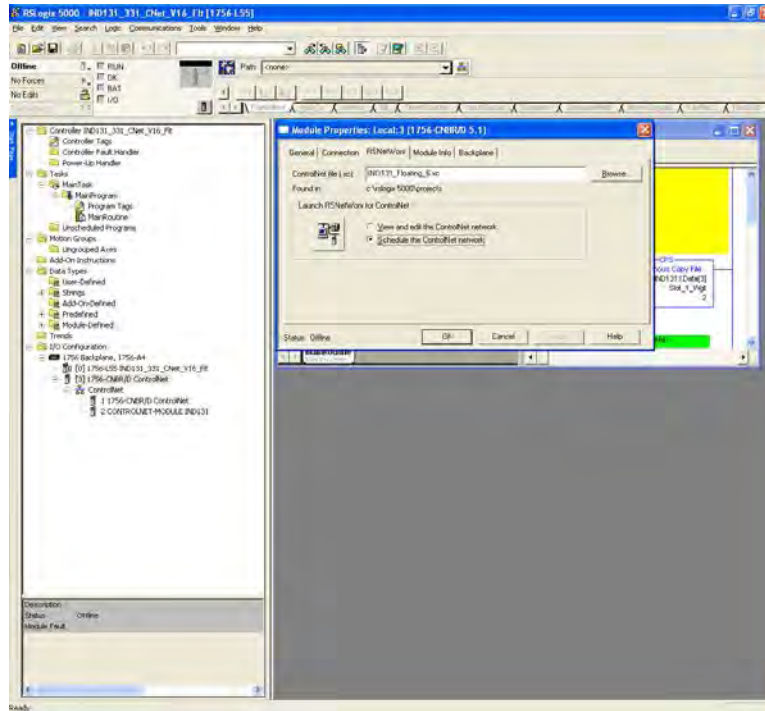 RSLogix 5000 - IND131_331_CNet_V16_Flt [1756-L55]
File Edit View Search Logic Communications Tools Window Help
Offline RUN
No Forces OK
No Edits BAT
I/O
Path: <none>
Controller IND131_331_CNet_V16_Flt
Controller Tags
Controller Fault Handler
Power-Up Handler
Tasks
MainTask
MainProgram
Program Tags
MainRoutine
Unscheduled Programs
Motion Groups
Ungrouped Axes
Add-On Instructions
Data Types
User-Defined
Strings
Add-On-Defined
Predefined
Module-Defined
Trends
I/O Configuration
1756 Backplane, 1756-A4
[0] 1756-L55 IND131_331_CNet_V16_Flt
[3] 1756-CNBR/D ControlNet
ControlNet
1 1756-CNBR/D ControlNet
2 CONTROLNET-MODULE IND131
Description
Status Offline
Module Fault
Module Properties: Local:3 (1756-CNBR/D 5.1)
General Connection RSNetWorx Module Info Backplane
ControlNet file (.xc): Browse...
Found in: c:\rslogix 5000\projects
Launch RSNetWorx for ControlNet
View and edit the ControlNet network
Schedule the ControlNet network
Status: Offline OK Cancel Help
CPS
Copy File
Slot_1_Wgt
2
MainRoutine
Ready